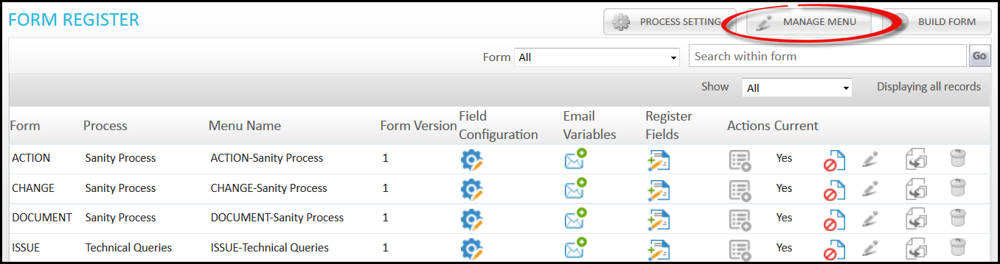 FORM REGISTER
PROCESS SETTING MANAGE MENU BUILD FORM
Form All Search within form Go
Show All Displaying all records
Form Process Menu Name Form Version Field Configuration Email Variables Register Fields Actions Current
ACTION Sanity Process ACTION-Sanity Process 1 Yes
CHANGE Sanity Process CHANGE-Sanity Process 1 Yes
DOCUMENT Sanity Process DOCUMENT-Sanity Process 1 Yes
ISSUE Technical Queries ISSUE-Technical Queries 1 Yes